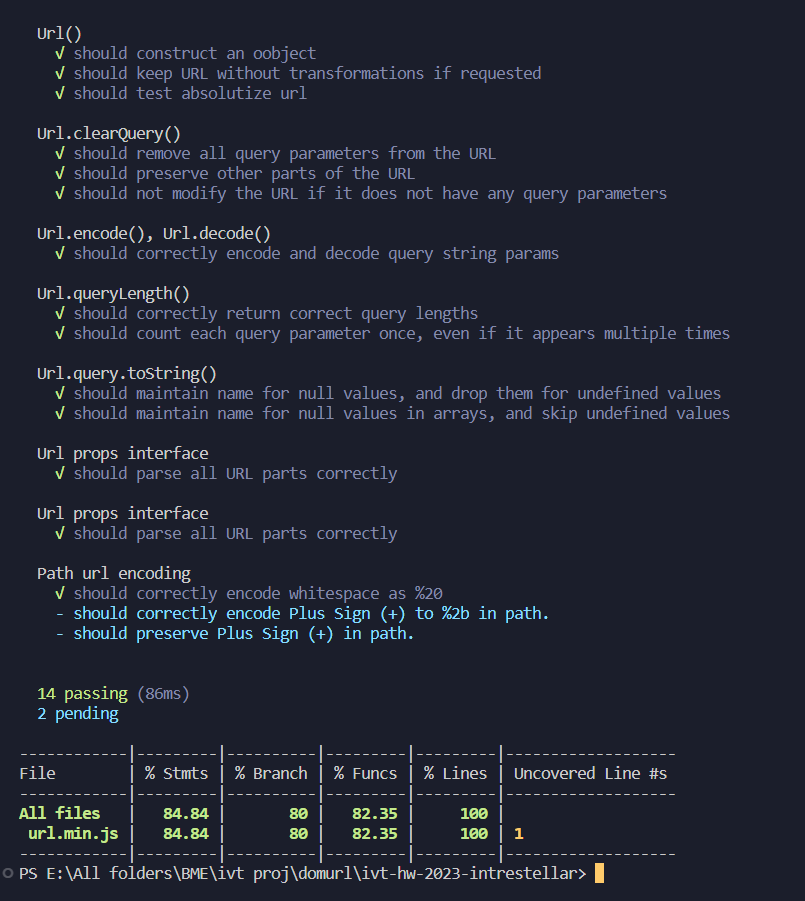 Url()
√ should construct an oobject
√ should keep URL without transformations if requested
√ should test absolutize url
Url.clearQuery()
√ should remove all query parameters from the URL
√ should preserve other parts of the URL
√ should not modify the URL if it does not have any query parameters
Url.encode(), Url.decode()
√ should correctly encode and decode query string params
Url.queryLength()
√ should correctly return correct query lengths
√ should count each query parameter once, even if it appears multiple times
Url.query.toString()
√ should maintain name for null values, and drop them for undefined values
√ should maintain name for null values in arrays, and skip undefined values
Url props interface
√ should parse all URL parts correctly
Url props interface
√ should parse all URL parts correctly
Path url encoding
√ should correctly encode whitespace as %20
- should correctly encode Plus Sign (+) to %2b in path.
- should preserve Plus Sign (+) in path.
14 passing (86ms)
2 pending
------------|---------|----------|---------|---------|-------------------
File        | % Stmts | % Branch | % Funcs | % Lines | Uncovered Line #s
------------|---------|----------|---------|---------|-------------------
All files   |   84.84 |       80 |   82.35 |     100 |
 url.min.js |   84.84 |       80 |   82.35 |     100 | 1
------------|---------|----------|---------|---------|-------------------
PS E:\All folders\BME\ivt proj\domurl\ivt-hw-2023-intrestellar>